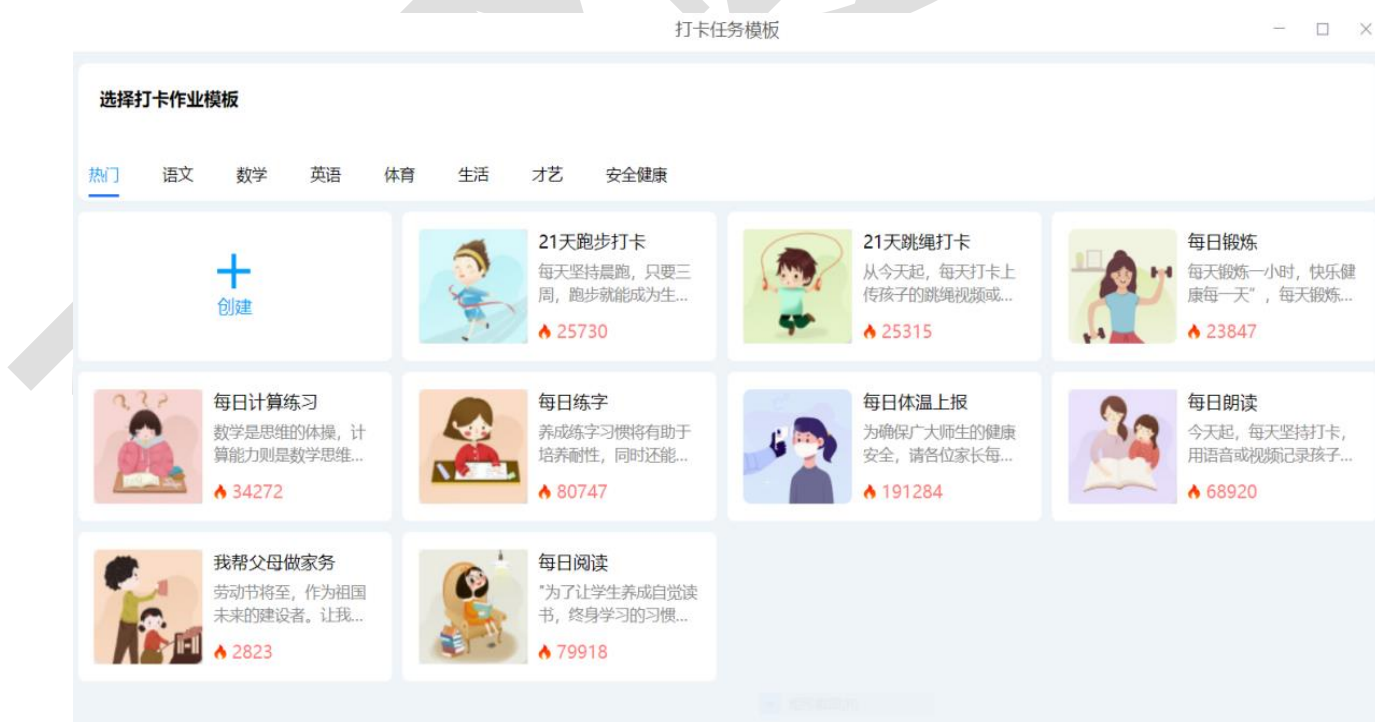 打卡任务模板
选择打卡作业模板
热门 语文 数学 英语 体育 生活 才艺 安全健康
创建
21天跑步打卡
每天坚持晨跑，只要三
周，跑步就能成为生...
25730
21天跳绳打卡
从今天起，每天打卡上
传孩子的跳绳视频或...
25315
每日锻炼
每天锻炼一小时，快乐健
康每一天”，每天锻炼...
23847
每日计算练习
数学是思维的体操，计
算能力则是数学思维...
34272
每日练字
养成练字习惯将有助于
培养耐性，同时还能...
80747
每日体温上报
为确保广大师生的健康
安全，请各位家长每...
191284
每日朗读
今天起，每天坚持打卡，
用语音或视频记录孩子...
68920
我帮父母做家务
劳动节将至，作为祖国
未来的建设者。让我...
2823
每日阅读
"为了让学生养成自觉读
书，终身学习的习惯...
79918